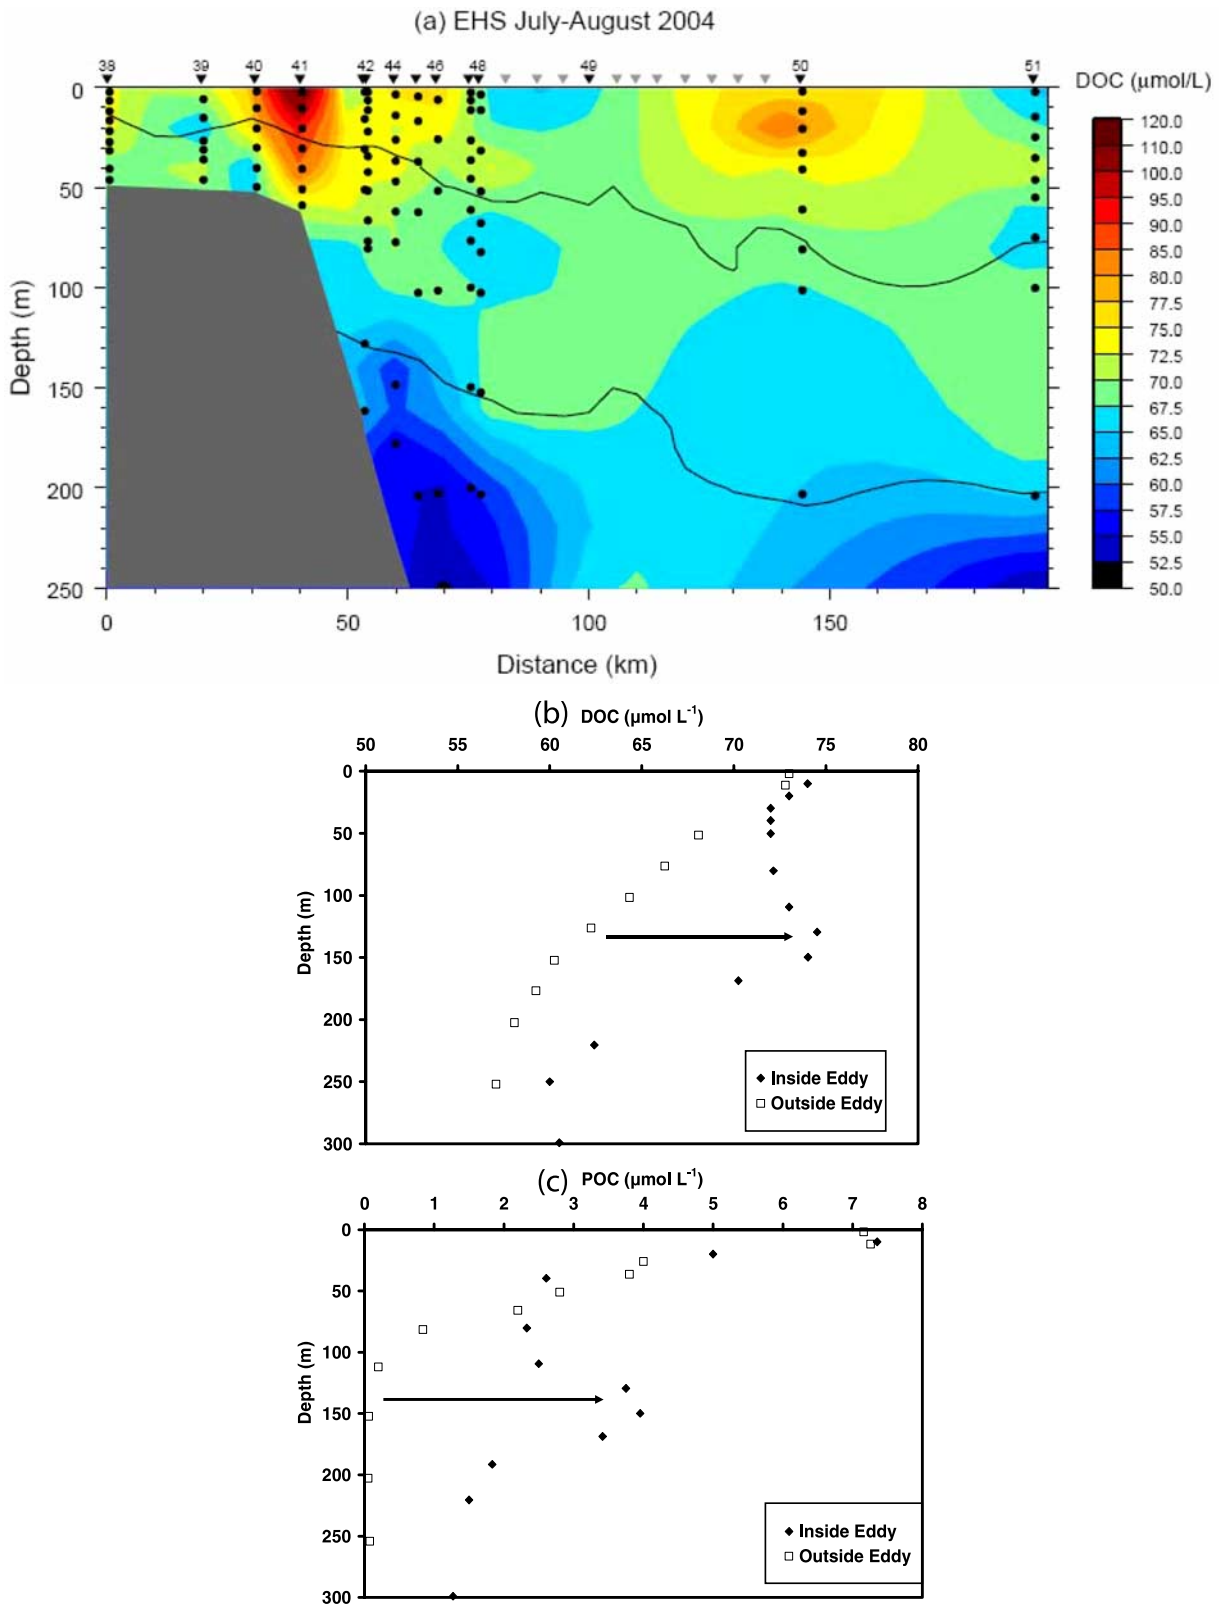 (a) EHS July-August 2004
38 39 40 41 42 44 46 48 49 50 51
DOC (μmol/L)
0
50
100
150
200
250
Depth (m)
120.0
100.0
95.0
90.0
85.0
80.0
77.5
75.0
72.5
70.0
67.5
65.0
62.5
60.0
57.5
55.0
52.5
50.0
0 50 100 150
Distance (km)
(b) DOC (μmol L-1)
50 55 60 65 70 75 80
0
50
100
150
200
250
300
Depth (m)
Inside Eddy
Outside Eddy
(c) POC (μmol L-1)
0 1 2 3 4 5 6 7 8
0
50
100
150
200
250
300
Depth (m)
Inside Eddy
Outside Eddy